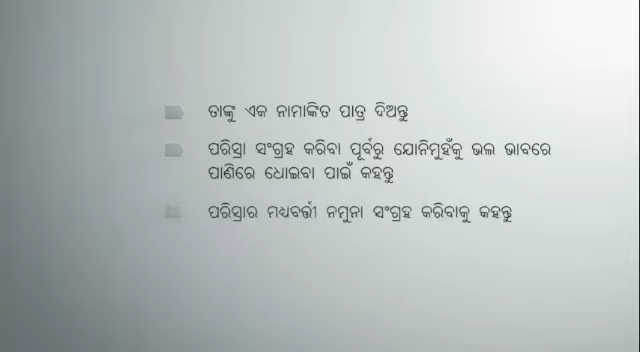 ତାଙ୍କୁ ଏକ ନାମାଙ୍କିତ ପାତ୍ର ଦିଅନ୍ତୁ
ପରିସ୍ରା ସଂଗ୍ରହ କରିବା ପୂର୍ବରୁ ଯୋନିମୁହଁକୁ ଭଲ ଭାବରେ
ପାଣିରେ ଧୋଇବା ପାଇଁ କହନ୍ତୁ
ପରିସ୍ରାର ମଧ୍ୟବର୍ତ୍ତୀ ନମୁନା ସଂଗ୍ରହ କରିବାକୁ କହନ୍ତୁ